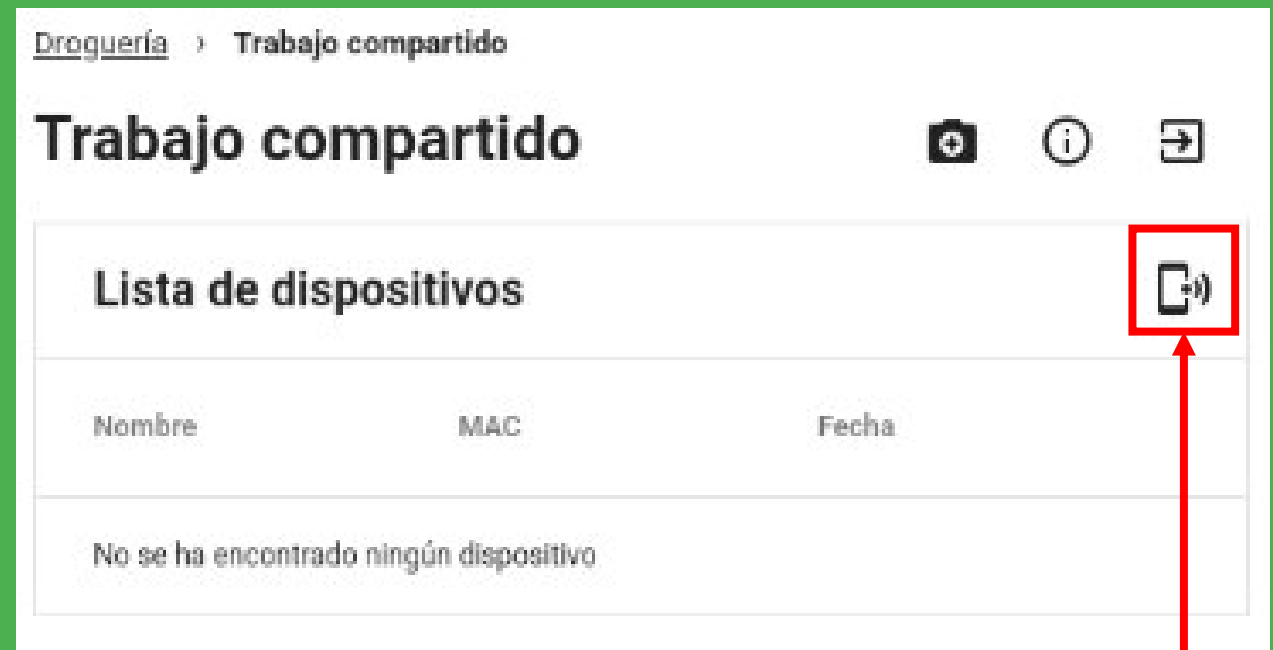 Droguería › Trabajo compartido
Trabajo compartido
Lista de dispositivos
Nombre MAC Fecha
No se ha encontrado ningún dispositivo